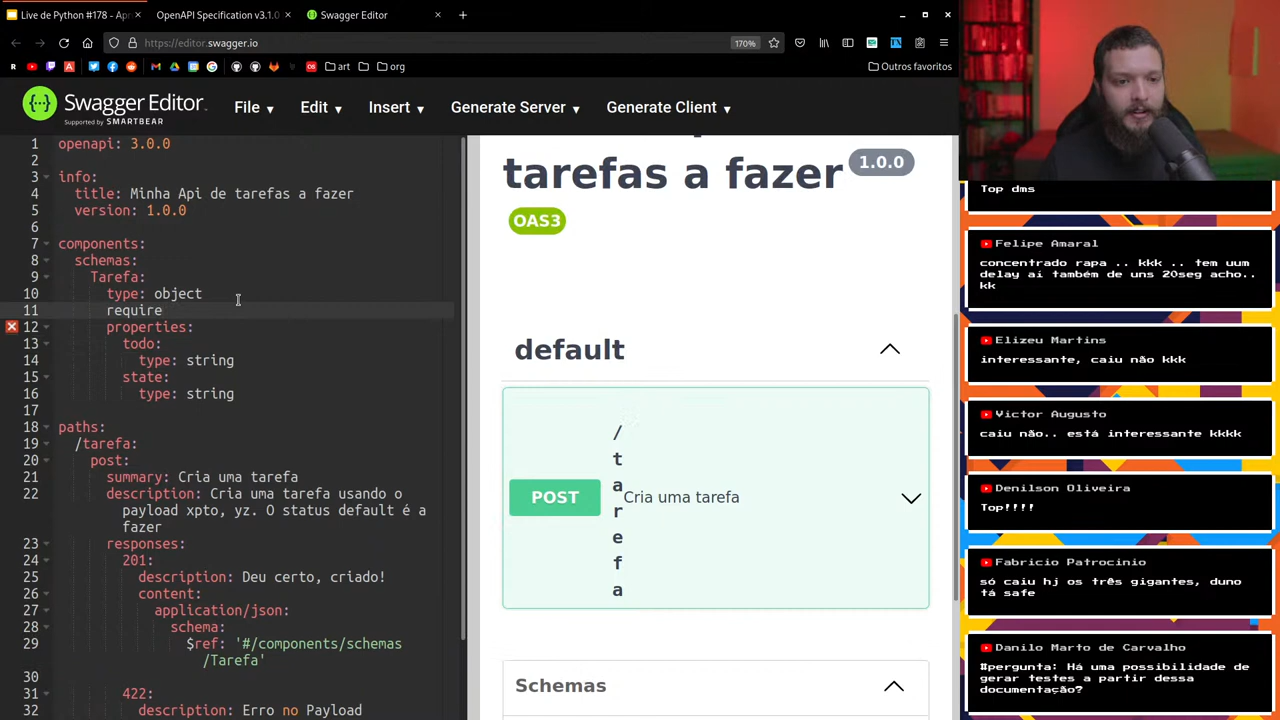 Live de Python #178 - Apr
OpenAPI Specification v3.1.0
Swagger Editor
https://editor.swagger.io
170%
art
org
Outros favoritos
Swagger Editor
Supported by SMARTBEAR
File
Edit
Insert
Generate Server
Generate Client
1 openapi: 3.0.0
2
3 info:
4 title: Minha Api de tarefas a fazer
5 version: 1.0.0
6
7 components:
8 schemas:
9 Tarefa:
10 type: object
11 require
12 properties:
13 todo:
14 type: string
15 state:
16 type: string
17
18 paths:
19 /tarefa:
20 post:
21 summary: Cria uma tarefa
22 description: Cria uma tarefa usando o
payload xpto, yz. O status default é a
fazer
23 responses:
24 201:
25 description: Deu certo, criado!
26 content:
27 application/json:
28 schema:
29 $ref: '#/components/schemas
/Tarefa'
30
31 422:
32 description: Erro no Payload
tarefas a fazer
1.0.0
OAS3
default
POST
/tarefa
Cria uma tarefa
Schemas
Top dms
Felipe Amaral
concentrado rapa .. kkk .. tem uum
delay aí também de uns 20seg acho..
kk
Elizeu Martins
interessante, caiu não kkk
Victor Augusto
caiu não.. está interessante kkkk
Denilson Oliveira
Top!!!!
Fabricio Patrocinio
só caiu hj os três gigantes, duno
tá safe
Danilo Marto de Carvalho
#pergunta: Há uma possibilidade de
gerar testes a partir dessa
documentação?